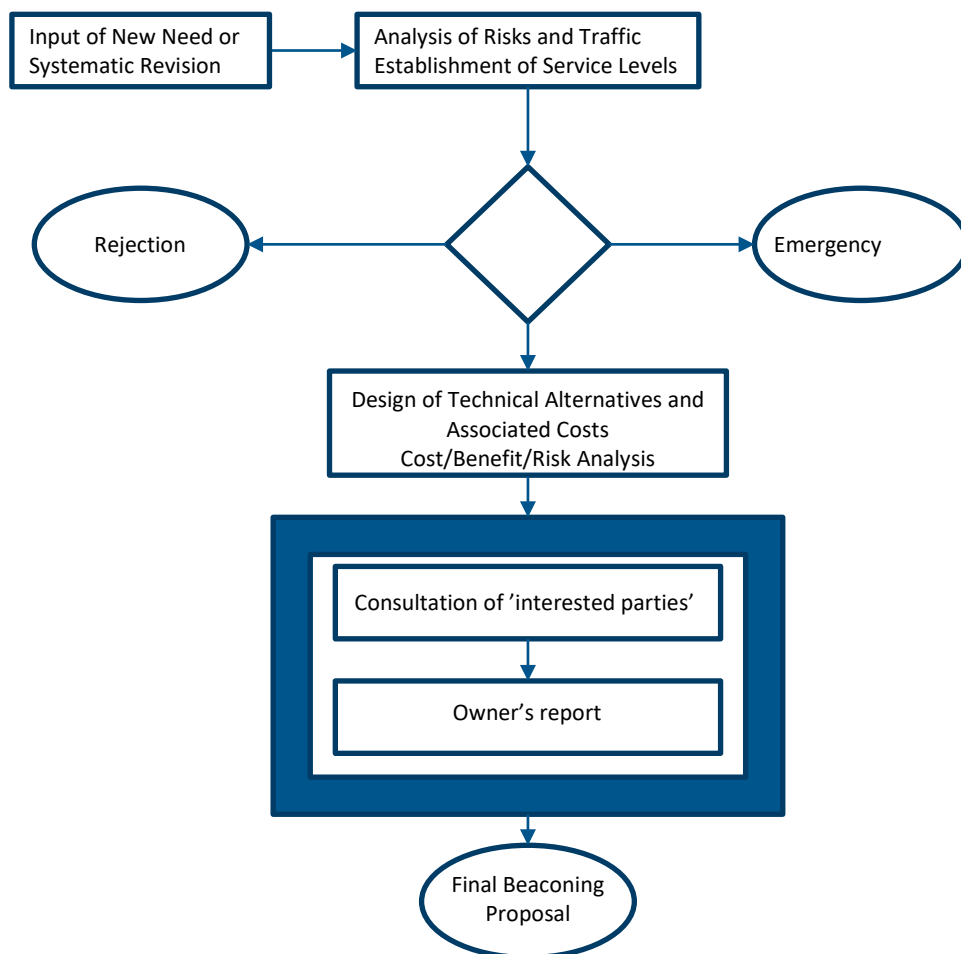 Input of New Need or
Systematic Revision
Analysis of Risks and Traffic
Establishment of Service Levels
Rejection
Emergency
Design of Technical Alternatives and
Associated Costs
Cost/Benefit/Risk Analysis
Consultation of ’interested parties’
Owner’s report
Final Beaconing
Proposal